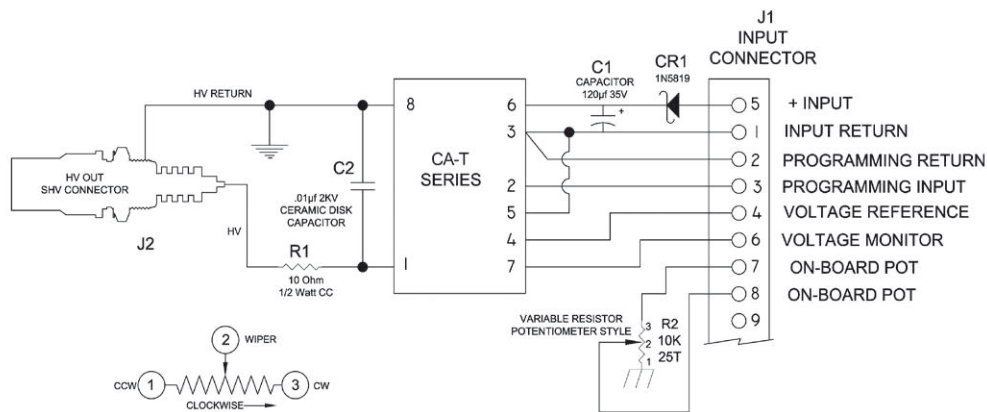 J1
INPUT
CONNECTOR
C1
CAPACITOR
120µf 35V
+
CR1
1N5819
HV RETURN
8
6
5
+ INPUT
3
1
INPUT RETURN
CA-T
SERIES
2
PROGRAMMING RETURN
HV OUT
SHV CONNECTOR
C2
.01µf 2KV
CERAMIC DISK
CAPACITOR
2
3
PROGRAMMING INPUT
5
4
VOLTAGE REFERENCE
J2
HV
4
6
VOLTAGE MONITOR
R1
1
7
7
ON-BOARD POT
10 Ohm
1/2 Watt CC
8
ON-BOARD POT
VARIABLE RESISTOR
POTENTIOMETER STYLE
3
2
1
R2
10K
25T
9
2
WIPER
CCW
1
3
CW
CLOCKWISE